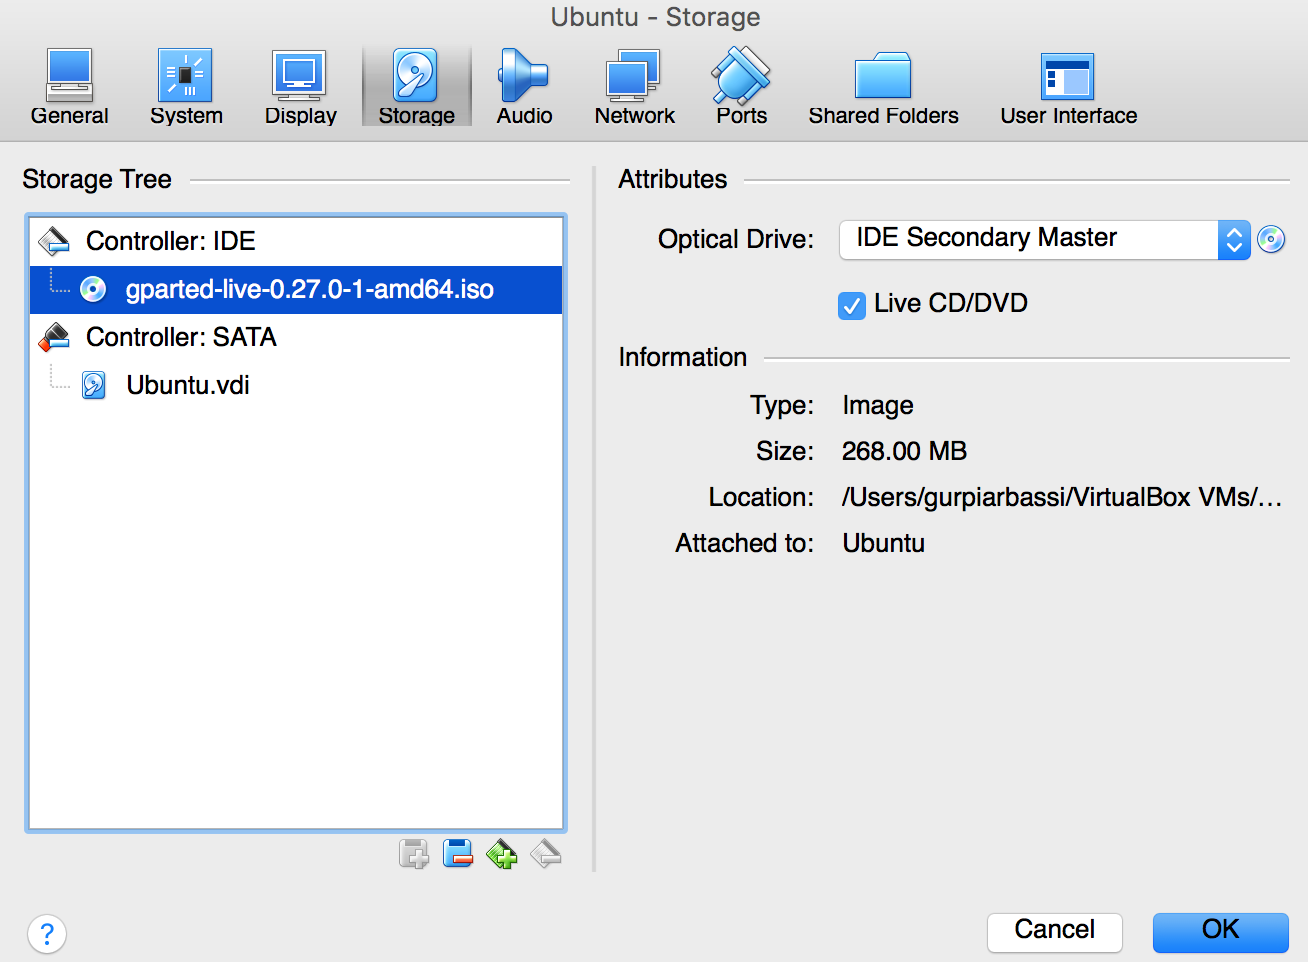 Ubuntu - Storage
General System Display Storage Audio Network Ports Shared Folders User Interface
Storage Tree
Controller: IDE
gparted-live-0.27.0-1-amd64.iso
Controller: SATA
Ubuntu.vdi
Attributes
Optical Drive: IDE Secondary Master
Live CD/DVD
Information
Type: Image
Size: 268.00 MB
Location: /Users/gurpiarbassi/VirtualBox VMs/...
Attached to: Ubuntu
?
Cancel OK